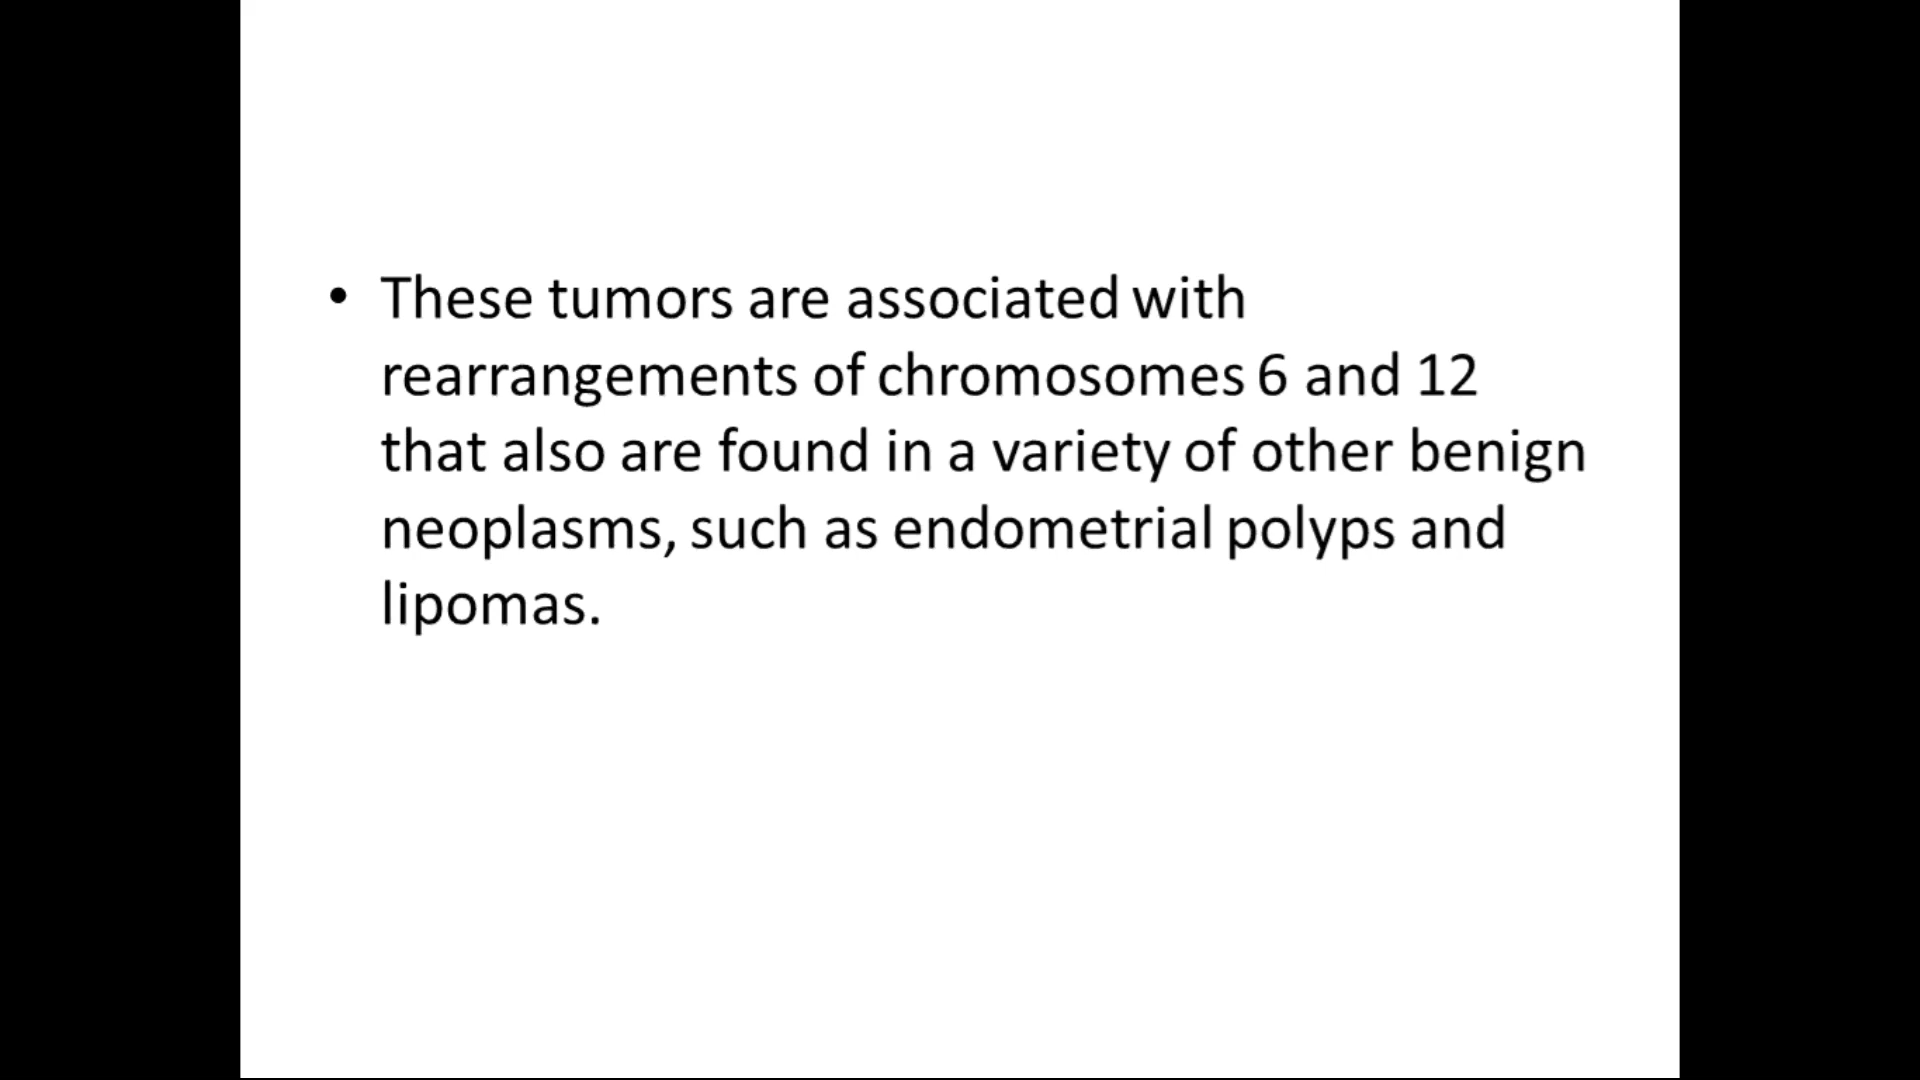 • These tumors are associated with
rearrangements of chromosomes 6 and 12
that also are found in a variety of other benign
neoplasms, such as endometrial polyps and
lipomas.